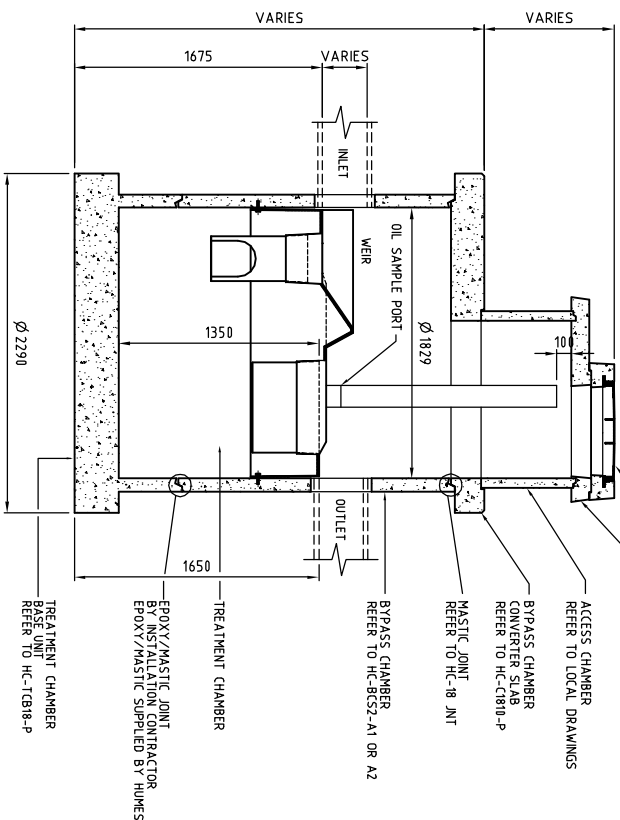 VARIES
VARIES
1675
VARIES
INLET
WEIR
OIL SAMPLE PORT
Ø 1829
1350
100
Ø 2290
OUTLET
1650
ACCESS CHAMBER
REFER TO LOCAL DRAWINGS
BYPASS CHAMBER
CONVERTER SLAB
REFER TO HC-C1810-P
MASTIC JOINT
REFER TO HC-18 JNT
BYPASS CHAMBER
REFER TO HC-BCS2-A1 OR A2
TREATMENT CHAMBER
EPOXY/MASTIC JOINT
BY INSTALLATION CONTRACTOR
EPOXY/MASTIC SUPPLIED BY HUMES
TREATMENT CHAMBER
BASE UNIT
REFER TO HC-TCB18-P